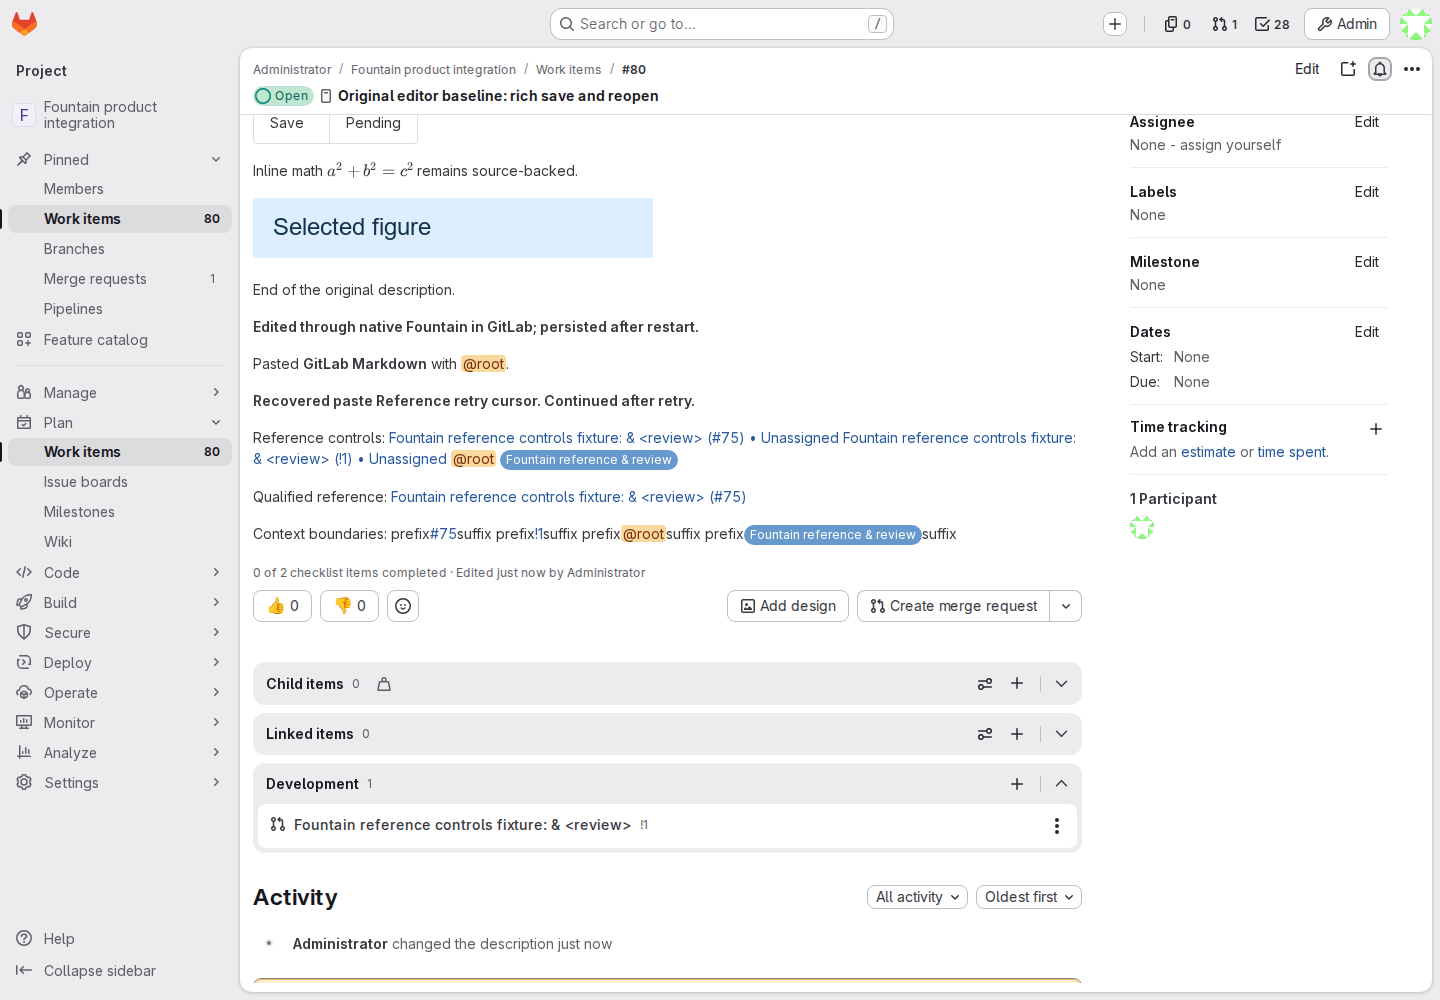 Search or go to...
/
0
1
28
Admin
Project
F
Fountain product integration
Pinned
Members
Work items
80
Branches
Merge requests
1
Pipelines
Feature catalog
Manage
Plan
Work items
80
Issue boards
Milestones
Wiki
Code
Build
Secure
Deploy
Operate
Monitor
Analyze
Settings
Help
Collapse sidebar
Administrator / Fountain product integration / Work items / #80
Edit
Open
Original editor baseline: rich save and reopen
Save
Pending
Inline math a² + b² = c² remains source-backed.
Selected figure
End of the original description.
Edited through native Fountain in GitLab; persisted after restart.
Pasted GitLab Markdown with @root.
Recovered paste Reference retry cursor. Continued after retry.
Reference controls: Fountain reference controls fixture: & <review> (#75) • Unassigned Fountain reference controls fixture:
& <review> (!1) • Unassigned @root Fountain reference & review
Qualified reference: Fountain reference controls fixture: & <review> (#75)
Context boundaries: prefix#75suffix prefix!1suffix prefix@rootsuffix prefixFountain reference & reviewsuffix
0 of 2 checklist items completed · Edited just now by Administrator
👍 0
👎 0
Add design
Create merge request
Child items 0
Linked items 0
Development 1
Fountain reference controls fixture: & <review> !1
Activity
All activity
Oldest first
Administrator changed the description just now
Assignee
Edit
None - assign yourself
Labels
Edit
None
Milestone
Edit
None
Dates
Edit
Start: None
Due: None
Time tracking
Add an estimate or time spent.
1 Participant